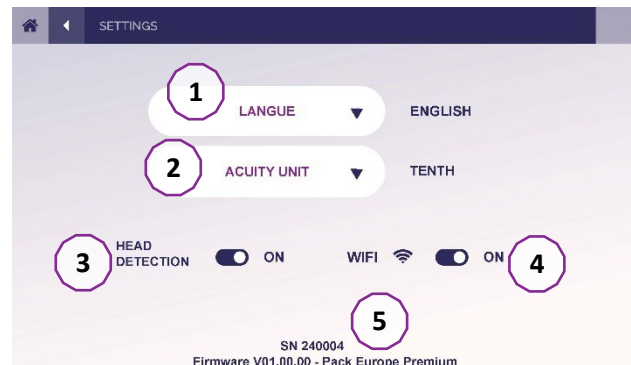 SETTINGS
1
LANGUE ▼ ENGLISH
2
ACUITY UNIT ▼ TENTH
3
HEAD
DETECTION ON
WIFI ON
4
5
SN 240004
Firmware V01.00.00 - Pack Europe Premium